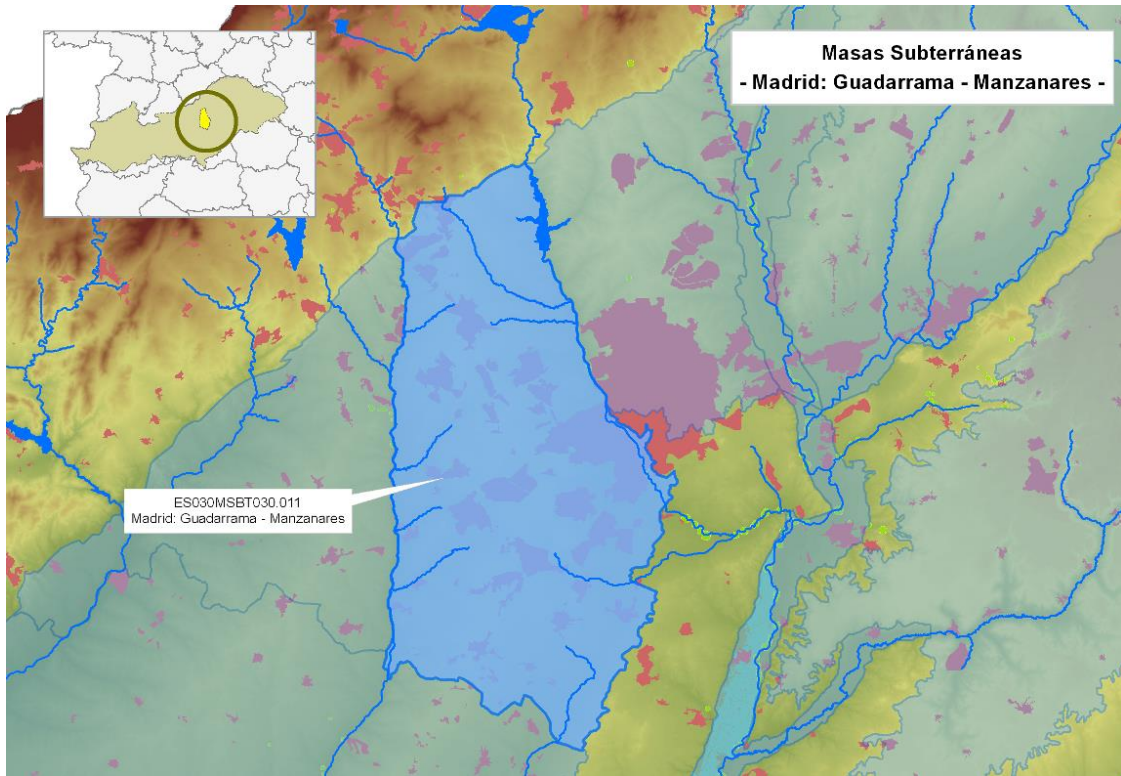 Masas Subterráneas
- Madrid: Guadarrama - Manzanares -
ES030MSBT030.011
Madrid: Guadarrama - Manzanares